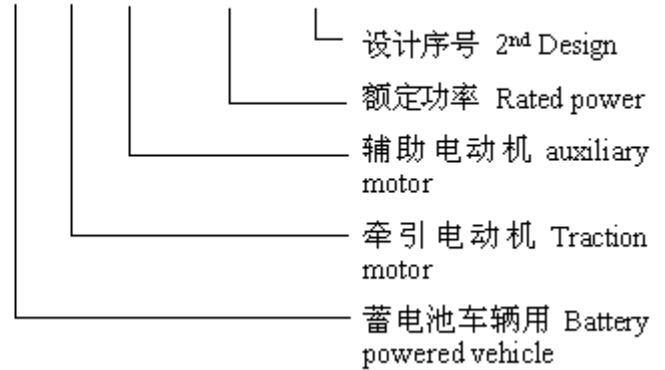 设计序号 2nd Design
额定功率 Rated power
辅助电动机 auxiliary
motor
牵引电动机 Traction
motor
蓄电池车辆用 Battery
powered vehicle